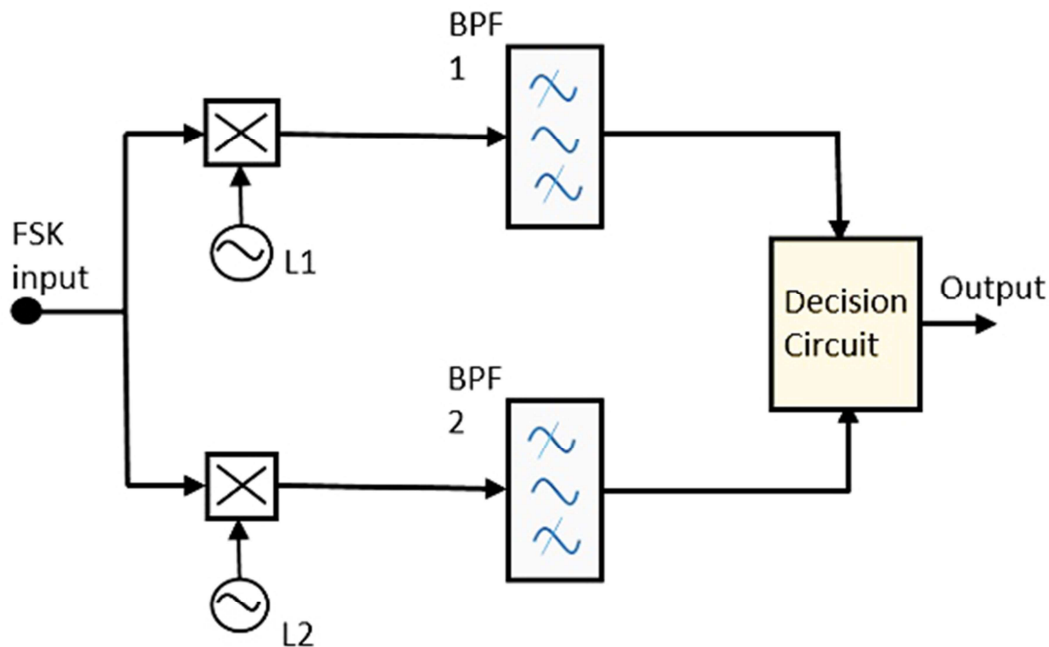 BPF
1
FSK
input
L1
Decision
Circuit
Output
BPF
2
L2